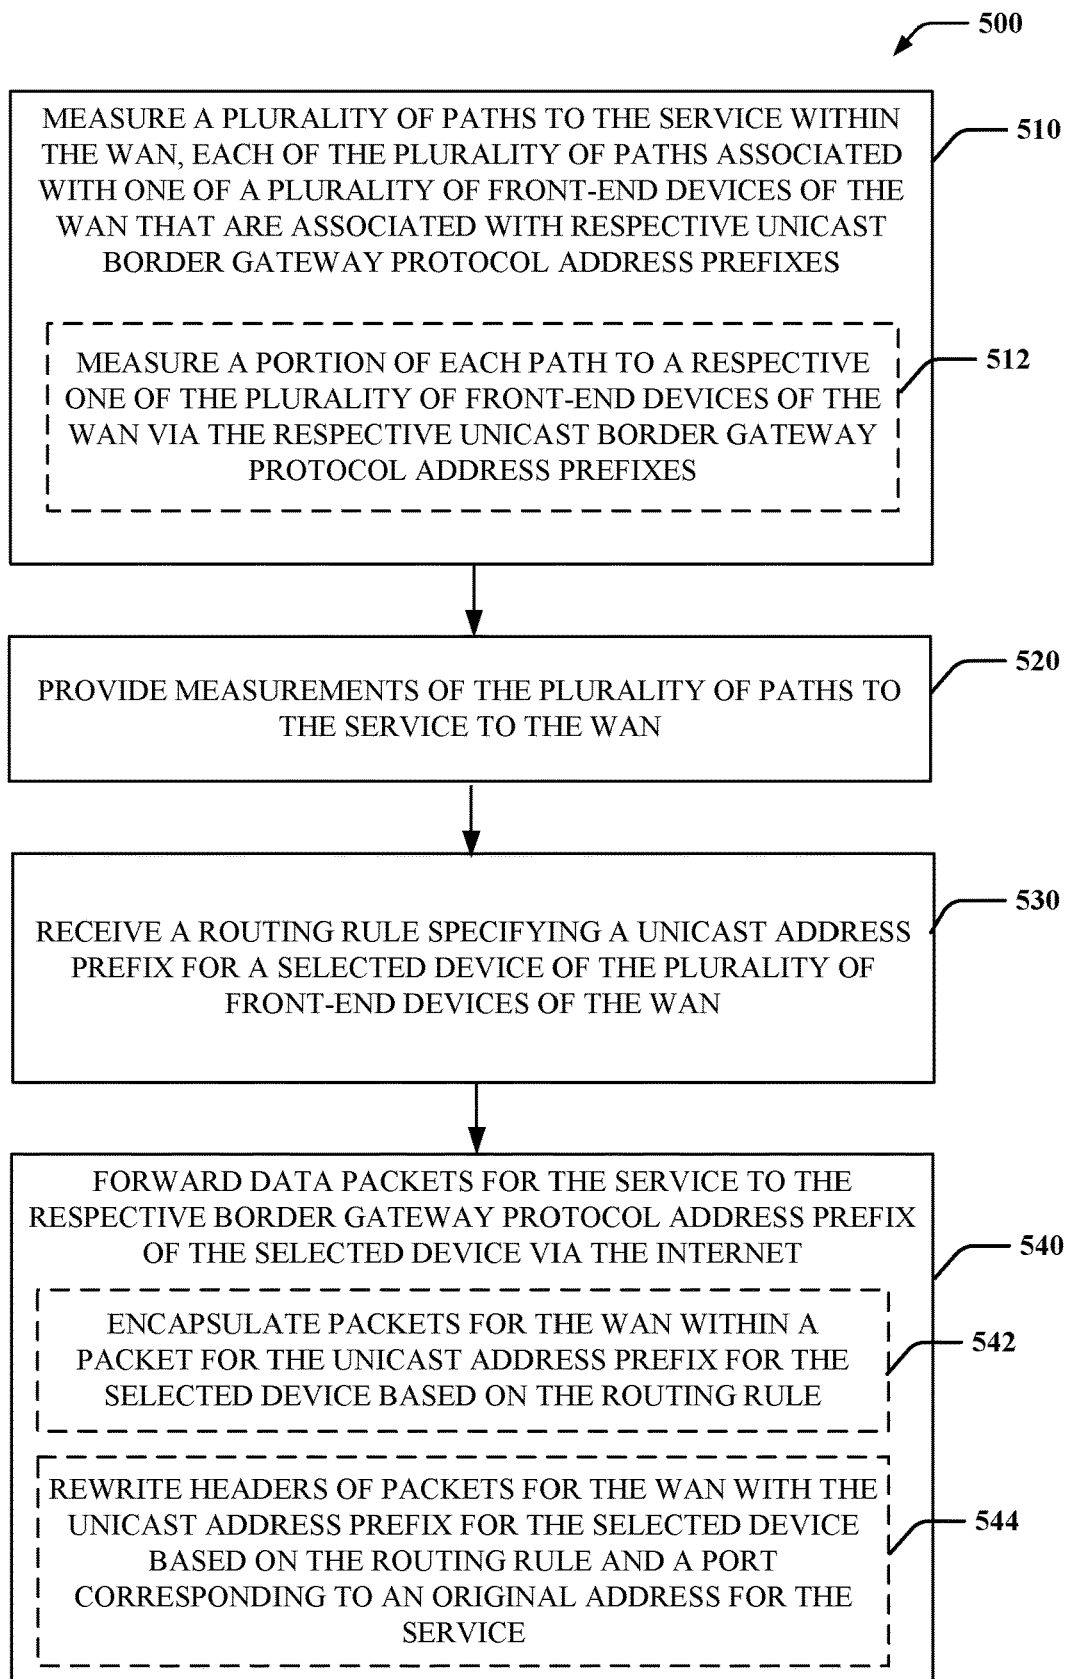 500
MEASURE A PLURALITY OF PATHS TO THE SERVICE WITHIN
THE WAN, EACH OF THE PLURALITY OF PATHS ASSOCIATED
WITH ONE OF A PLURALITY OF FRONT-END DEVICES OF THE
WAN THAT ARE ASSOCIATED WITH RESPECTIVE UNICAST
BORDER GATEWAY PROTOCOL ADDRESS PREFIXES
510
MEASURE A PORTION OF EACH PATH TO A RESPECTIVE
ONE OF THE PLURALITY OF FRONT-END DEVICES OF THE
WAN VIA THE RESPECTIVE UNICAST BORDER GATEWAY
PROTOCOL ADDRESS PREFIXES
512
PROVIDE MEASUREMENTS OF THE PLURALITY OF PATHS TO
THE SERVICE TO THE WAN
520
RECEIVE A ROUTING RULE SPECIFYING A UNICAST ADDRESS
PREFIX FOR A SELECTED DEVICE OF THE PLURALITY OF
FRONT-END DEVICES OF THE WAN
530
FORWARD DATA PACKETS FOR THE SERVICE TO THE
RESPECTIVE BORDER GATEWAY PROTOCOL ADDRESS PREFIX
OF THE SELECTED DEVICE VIA THE INTERNET
540
ENCAPSULATE PACKETS FOR THE WAN WITHIN A
PACKET FOR THE UNICAST ADDRESS PREFIX FOR THE
SELECTED DEVICE BASED ON THE ROUTING RULE
542
REWRITE HEADERS OF PACKETS FOR THE WAN WITH THE
UNICAST ADDRESS PREFIX FOR THE SELECTED DEVICE
BASED ON THE ROUTING RULE AND A PORT
CORRESPONDING TO AN ORIGINAL ADDRESS FOR THE
SERVICE
544